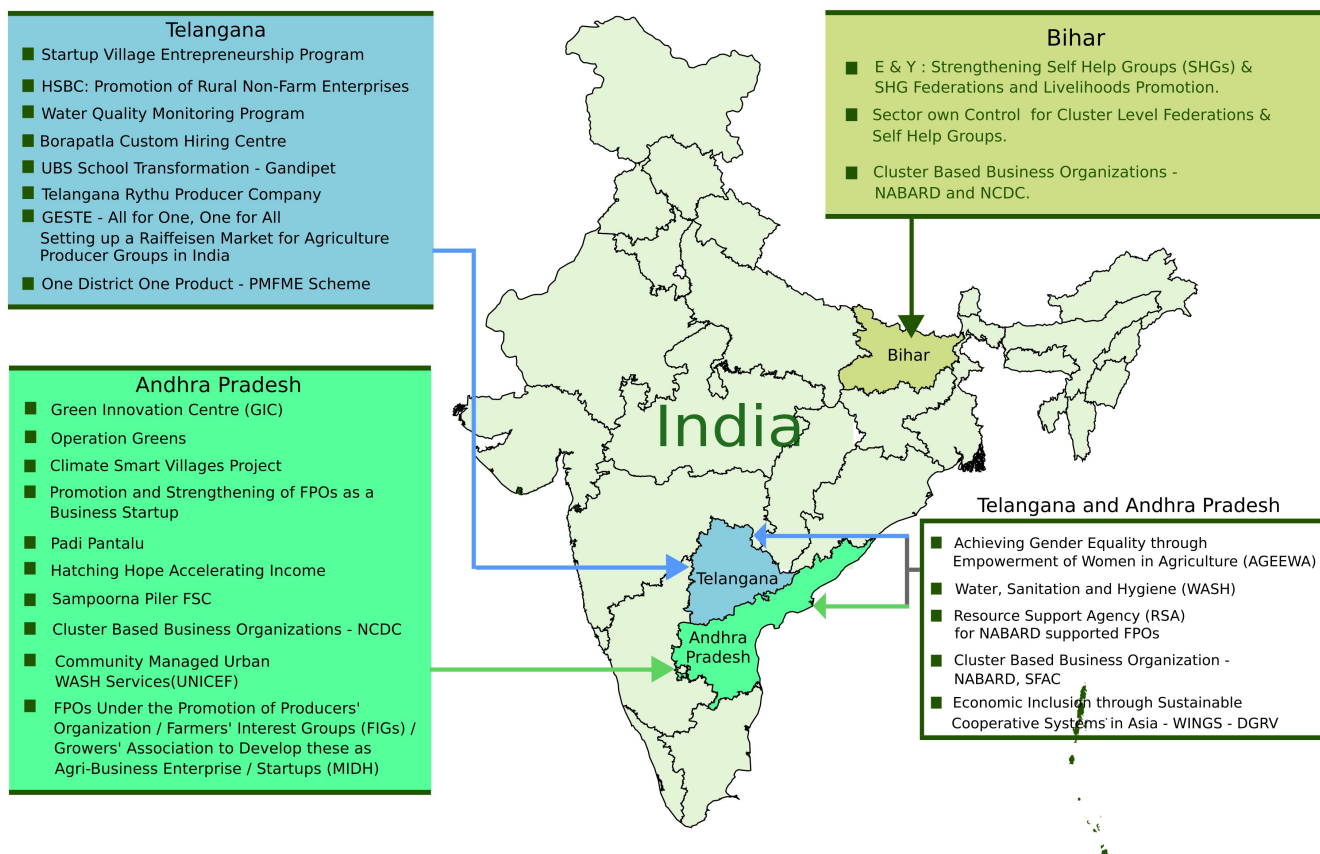 Telangana
Startup Village Entrepreneurship Program
HSBC: Promotion of Rural Non-Farm Enterprises
Water Quality Monitoring Program
Borapatla Custom Hiring Centre
UBS School Transformation - Gandipet
Telangana Rythu Producer Company
GESTE - All for One, One for All
Setting up a Raiffeisen Market for Agriculture
Producer Groups in India
One District One Product - PMFME Scheme
Bihar
E & Y : Strengthening Self Help Groups (SHGs) &
SHG Federations and Livelihoods Promotion.
Sector own Control for Cluster Level Federations &
Self Help Groups.
Cluster Based Business Organizations -
NABARD and NCDC.
Andhra Pradesh
Green Innovation Centre (GIC)
Operation Greens
Climate Smart Villages Project
Promotion and Strengthening of FPOs as a
Business Startup
Padi Pantalu
Hatching Hope Accelerating Income
Sampoorna Piler FSC
Cluster Based Business Organizations - NCDC
Community Managed Urban
WASH Services(UNICEF)
FPOs Under the Promotion of Producers'
Organization / Farmers' Interest Groups (FIGs) /
Growers' Association to Develop these as
Agri-Business Enterprise / Startups (MIDH)
Bihar
India
Telangana
Andhra
Pradesh
Telangana and Andhra Pradesh
Achieving Gender Equality through
Empowerment of Women in Agriculture (AGEEWA)
Water, Sanitation and Hygiene (WASH)
Resource Support Agency (RSA)
for NABARD supported FPOs
Cluster Based Business Organization -
NABARD, SFAC
Economic Inclusion through Sustainable
Cooperative Systems in Asia - WINGS - DGRV